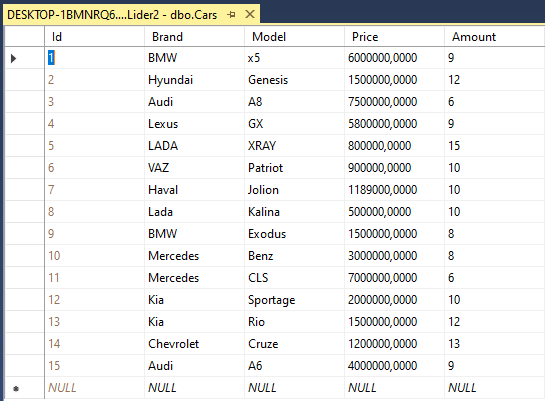 DESKTOP-1BMNRQ6....Lider2 - dbo.Cars
Id Brand Model Price Amount
1 BMW x5 6000000,0000 9
2 Hyundai Genesis 1500000,0000 12
3 Audi A8 7500000,0000 6
4 Lexus GX 5800000,0000 9
5 LADA XRAY 800000,0000 15
6 VAZ Patriot 900000,0000 10
7 Haval Jolion 1189000,0000 10
8 Lada Kalina 500000,0000 10
9 BMW Exodus 1500000,0000 8
10 Mercedes Benz 3000000,0000 8
11 Mercedes CLS 7000000,0000 6
12 Kia Sportage 2000000,0000 10
13 Kia Rio 1500000,0000 12
14 Chevrolet Cruze 1200000,0000 13
15 Audi A6 4000000,0000 9
NULL NULL NULL NULL NULL